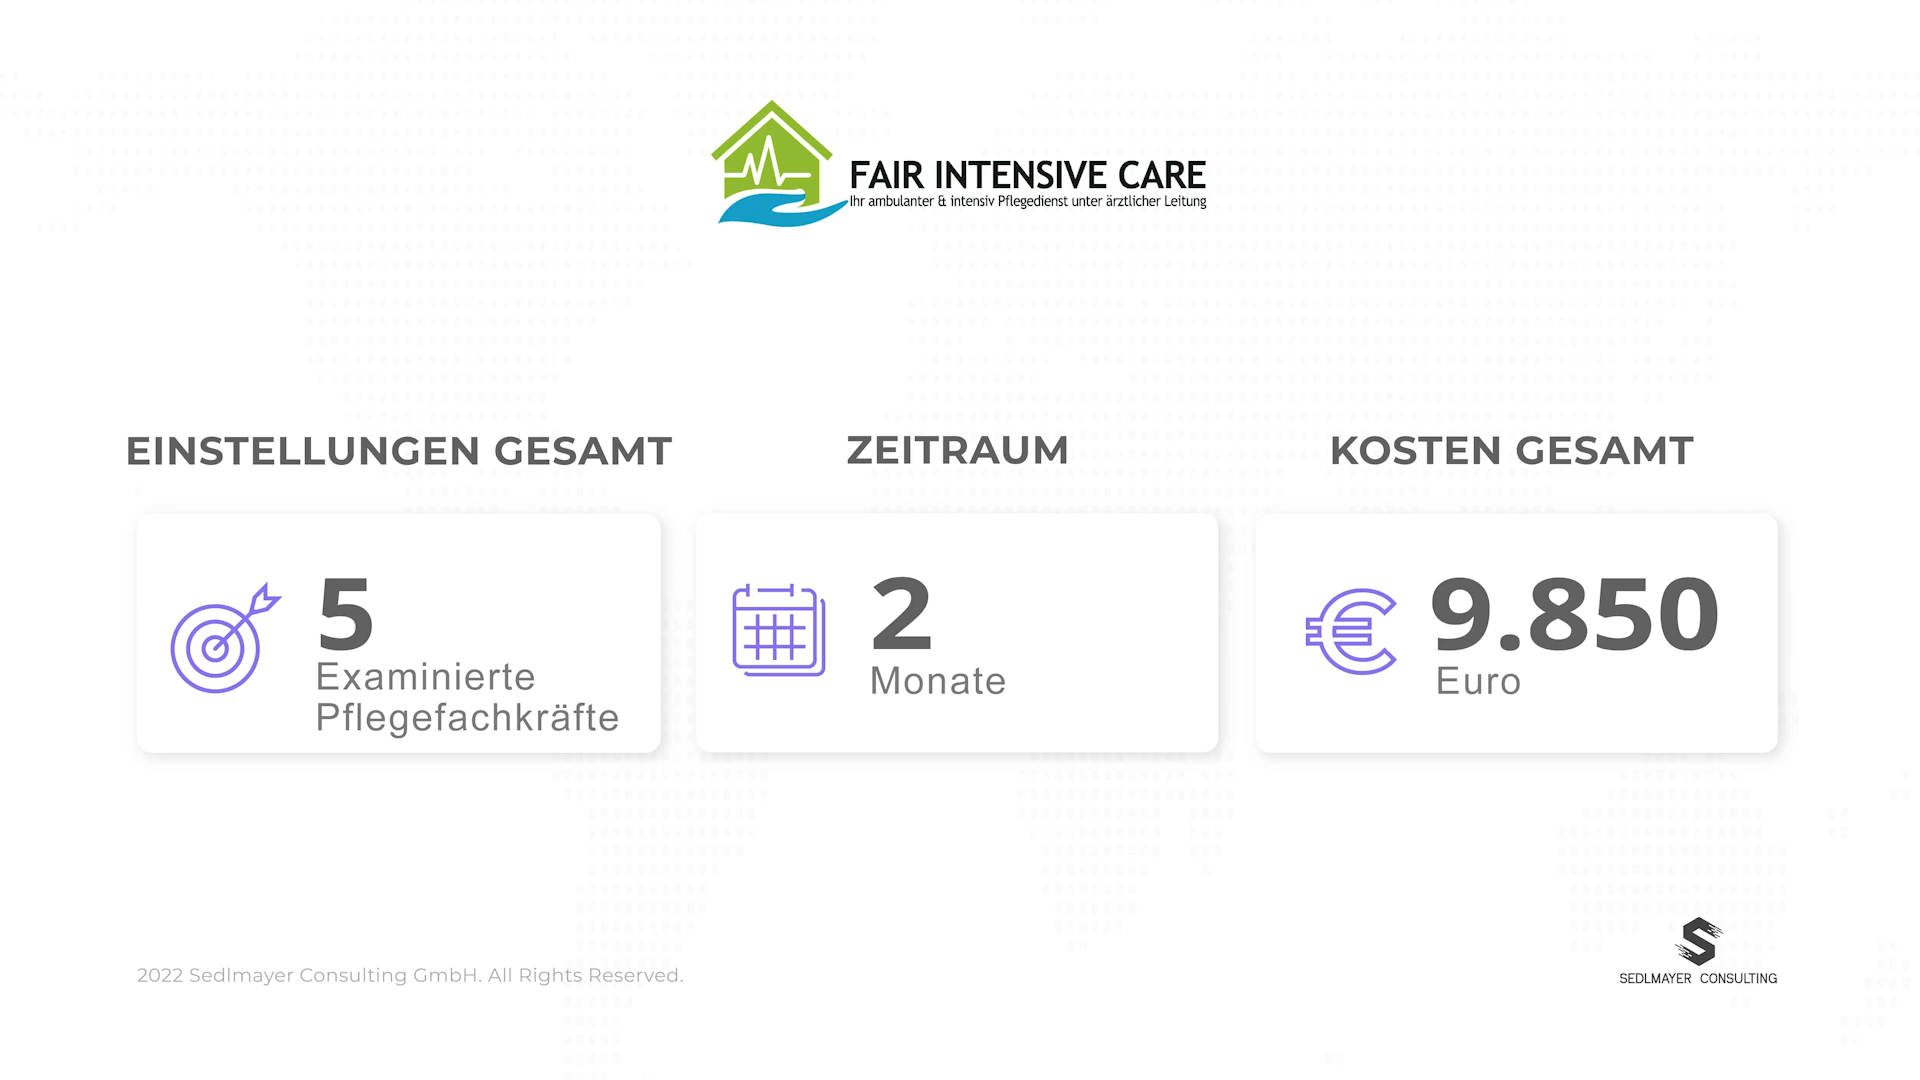 FAIR INTENSIVE CARE
Ihr ambulanter & intensiv Pflegedienst unter ärztlicher Leitung
EINSTELLUNGEN GESAMT
5
Examinierte
Pflegefachkräfte
ZEITRAUM
2
Monate
KOSTEN GESAMT
9.850
Euro
2022 Sedlmayer Consulting GmbH. All Rights Reserved.
SEDLMAYER CONSULTING